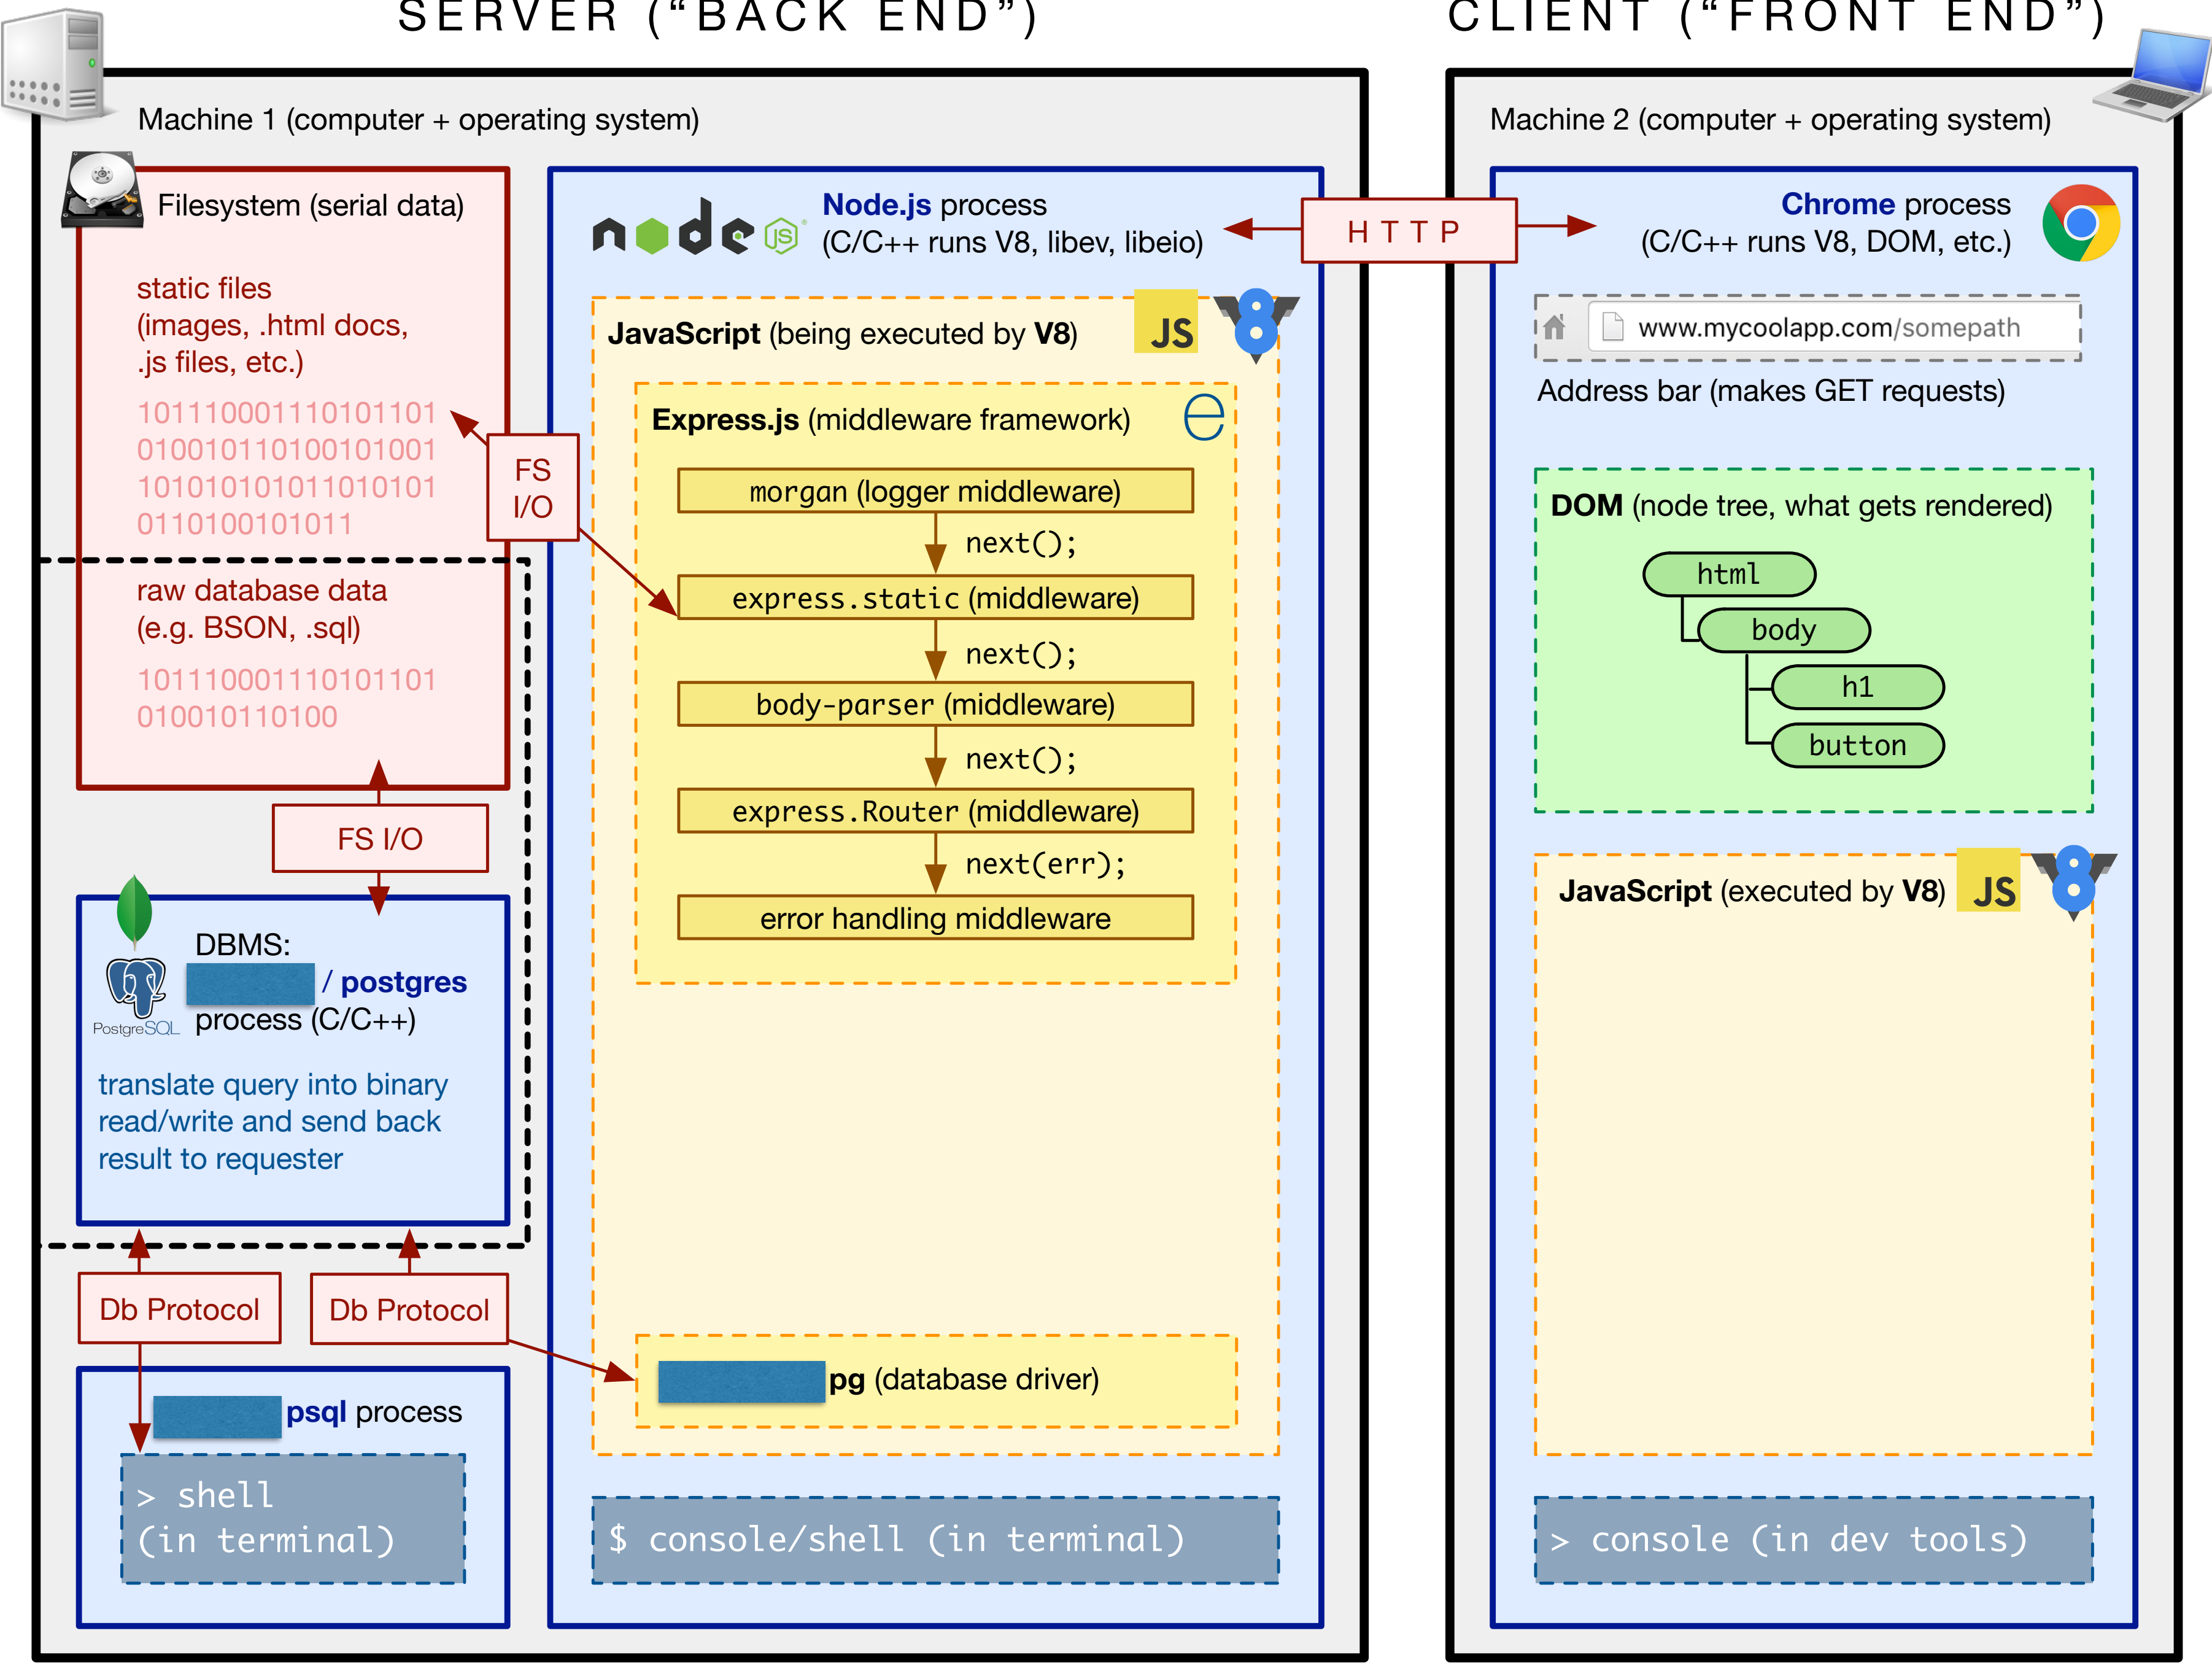 SERVER (“BACK END”)
CLIENT (“FRONT END”)
Machine 1 (computer + operating system)
Filesystem (serial data)
static files
(images, .html docs,
.js files, etc.)
101110001110101101
010010110100101001
101010101011010101
0110100101011
raw database data
(e.g. BSON, .sql)
101110001110101101
010010110100
FS I/O
DBMS:
/ postgres
process (C/C++)
PostgreSQL
translate query into binary
read/write and send back
result to requester
Db Protocol
Db Protocol
psql process
> shell
(in terminal)
FS
I/O
node JS
Node.js process
(C/C++ runs V8, libev, libeio)
HTTP
JavaScript (being executed by V8)
JS
8
Express.js (middleware framework)
e
morgan (logger middleware)
next();
express.static (middleware)
next();
body-parser (middleware)
next();
express.Router (middleware)
next(err);
error handling middleware
pg (database driver)
$ console/shell (in terminal)
Machine 2 (computer + operating system)
Chrome process
(C/C++ runs V8, DOM, etc.)
www.mycoolapp.com/somepath
Address bar (makes GET requests)
DOM (node tree, what gets rendered)
html
body
h1
button
JavaScript (executed by V8)
JS
8
> console (in dev tools)